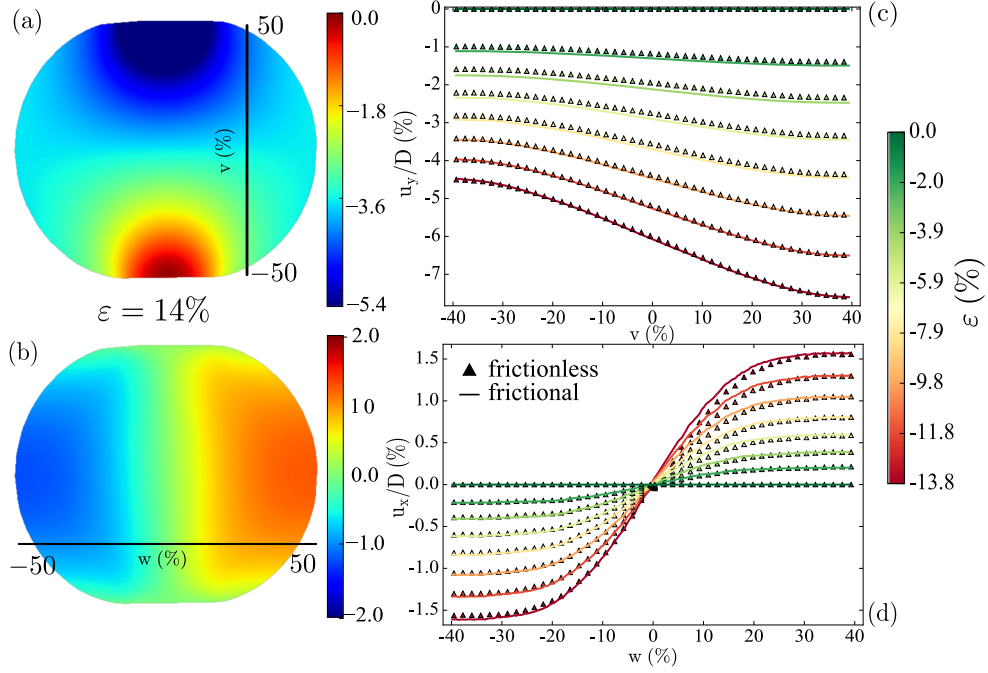 (a)
50
v (%)
−50
ε = 14%
0.0
−1.8
−3.6
−5.4
(b)
−50
w (%)
50
2.0
1 0
0.0
−1.0
−2.0
(c)
u_y/D (%)
0
-1
-2
-3
-4
-5
-6
-7
-40 -30 -20 -10 0 10 20 30 40
v (%)
▲ frictionless
— frictional
u_x/D (%)
1.5
1.0
0.5
0.0
-0.5
-1.0
-1.5
-40 -30 -20 -10 0 10 20 30 40
w (%)
(d)
0.0
-2.0
-3.9
-5.9
-7.9
-9.8
-11.8
-13.8
ε (%)